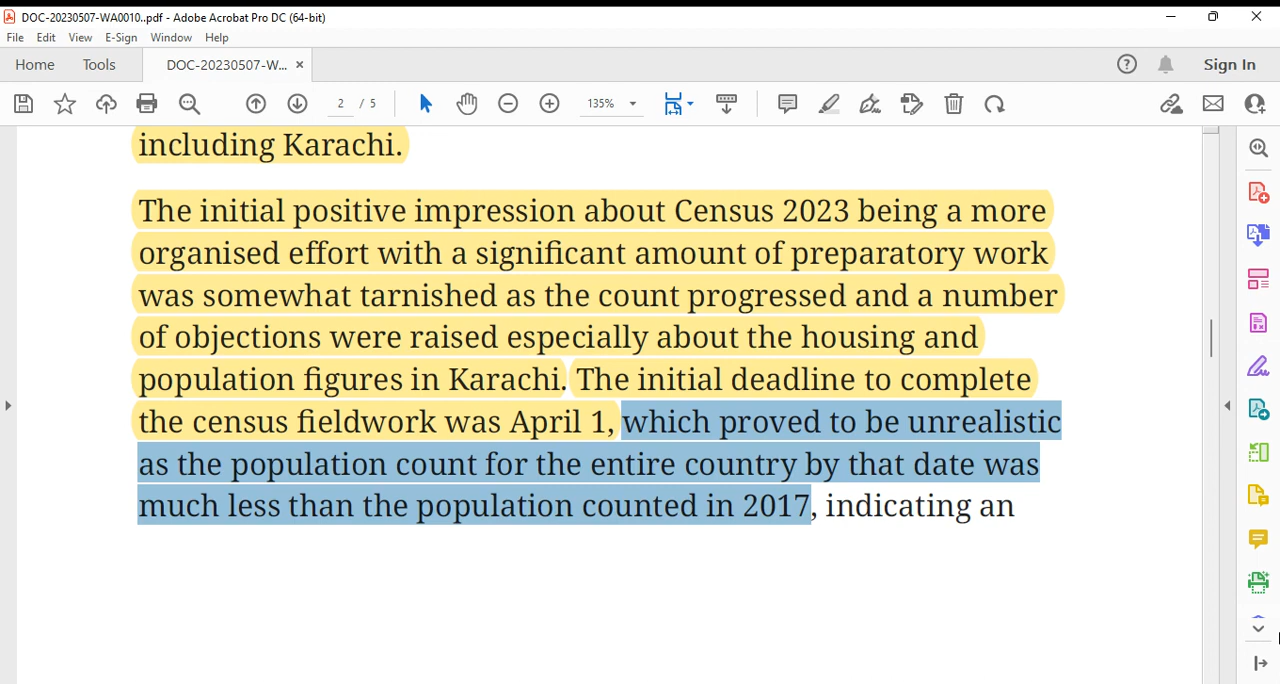 DOC-20230507-WA0010..pdf - Adobe Acrobat Pro DC (64-bit)
File Edit View E-Sign Window Help
Home Tools DOC-20230507-W... × Sign In
2 / 5 135%
including Karachi.
The initial positive impression about Census 2023 being a more
organised effort with a significant amount of preparatory work
was somewhat tarnished as the count progressed and a number
of objections were raised especially about the housing and
population figures in Karachi. The initial deadline to complete
the census fieldwork was April 1, which proved to be unrealistic
as the population count for the entire country by that date was
much less than the population counted in 2017, indicating an